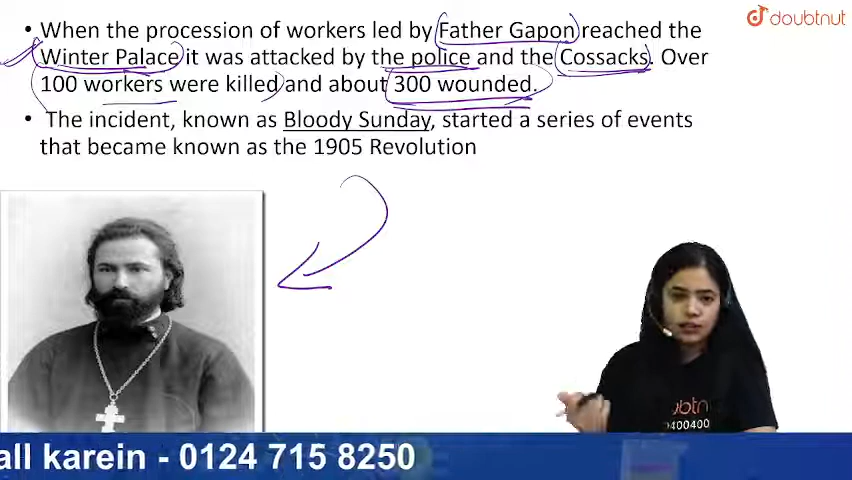 doubtnut
• When the procession of workers led by Father Gapon reached the
Winter Palace it was attacked by the police and the Cossacks. Over
100 workers were killed and about 300 wounded.
• The incident, known as Bloody Sunday, started a series of events
that became known as the 1905 Revolution
400400
all karein - 0124 715 8250